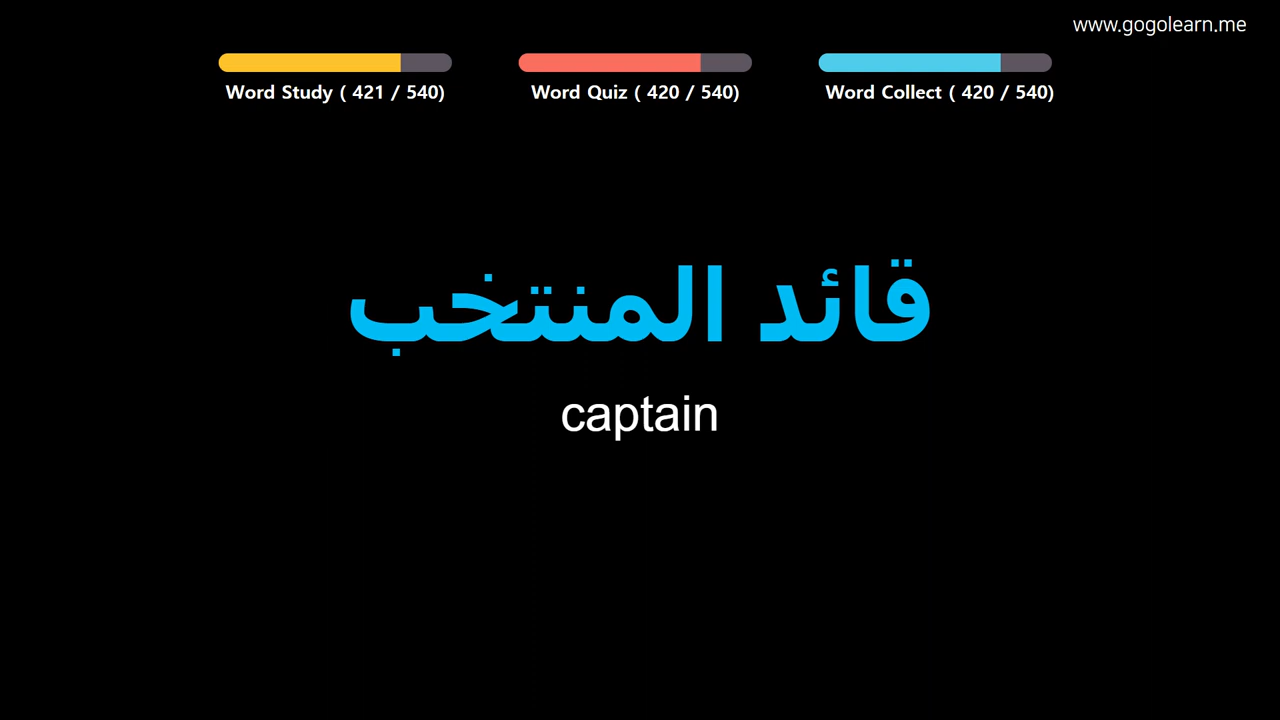 www.gogolearn.me
Word Study ( 421 / 540)
Word Quiz ( 420 / 540)
Word Collect ( 420 / 540)
قائد المنتخب
captain